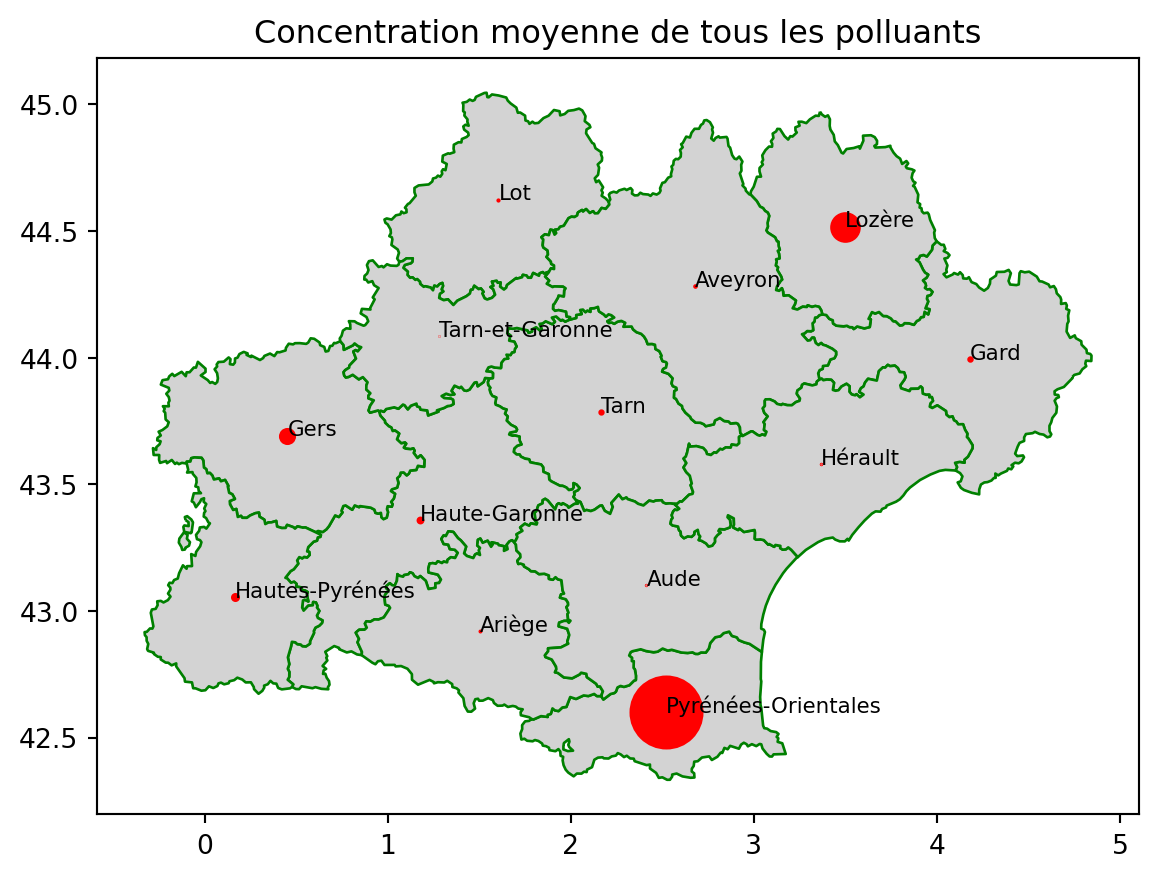 Concentration moyenne de tous les polluants
45.0
44.5
44.0
43.5
43.0
42.5
Lot
Lozère
Aveyron
Tarn-et-Garonne
Gard
Tarn
Gers
Hérault
Haute-Garonne
Aude
Hautes-Pyrénées
Ariège
Pyrénées-Orientales
0 1 2 3 4 5